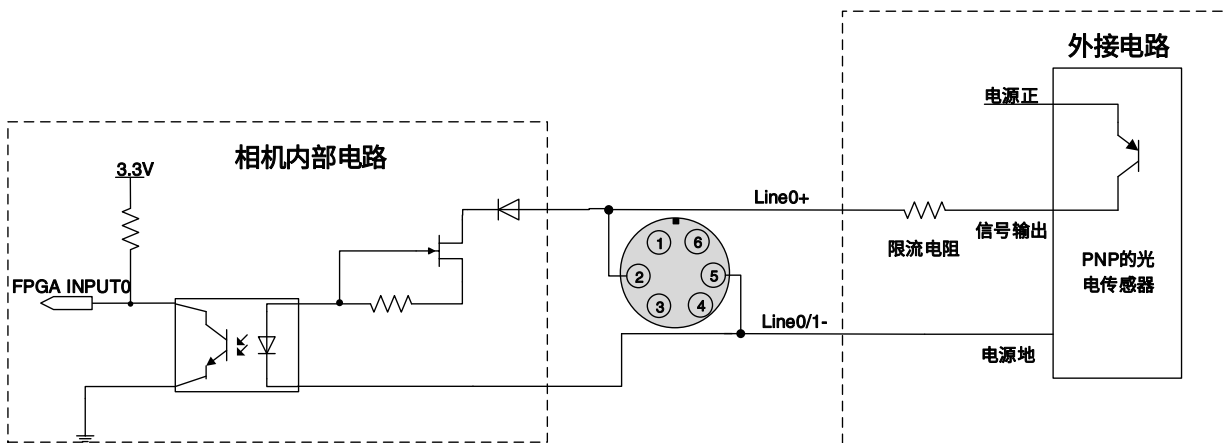 外接电路
电源正
相机内部电路
3.3V
Line0+
限流电阻
信号输出
PNP的光
电传感器
1
6
2
5
3
4
FPGA INPUT0
Line0/1-
电源地